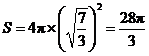 S = 4π × (√(7/3))² = 28π/3